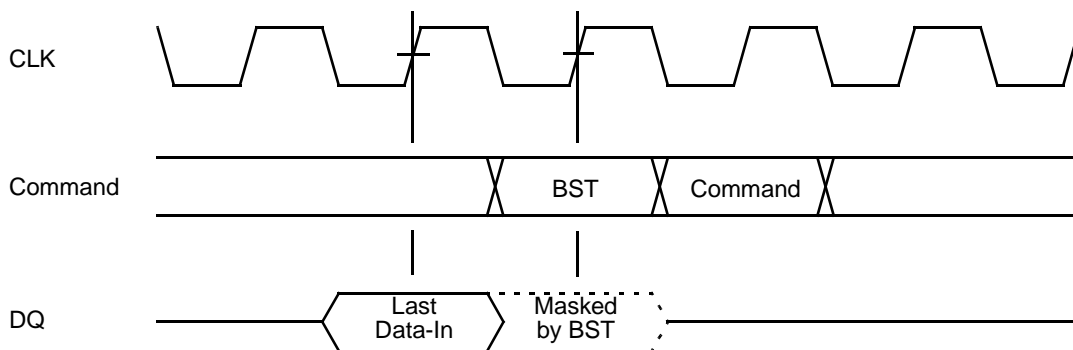 CLK
Command
BST
Command
DQ
Last
Data-In
Masked
by BST